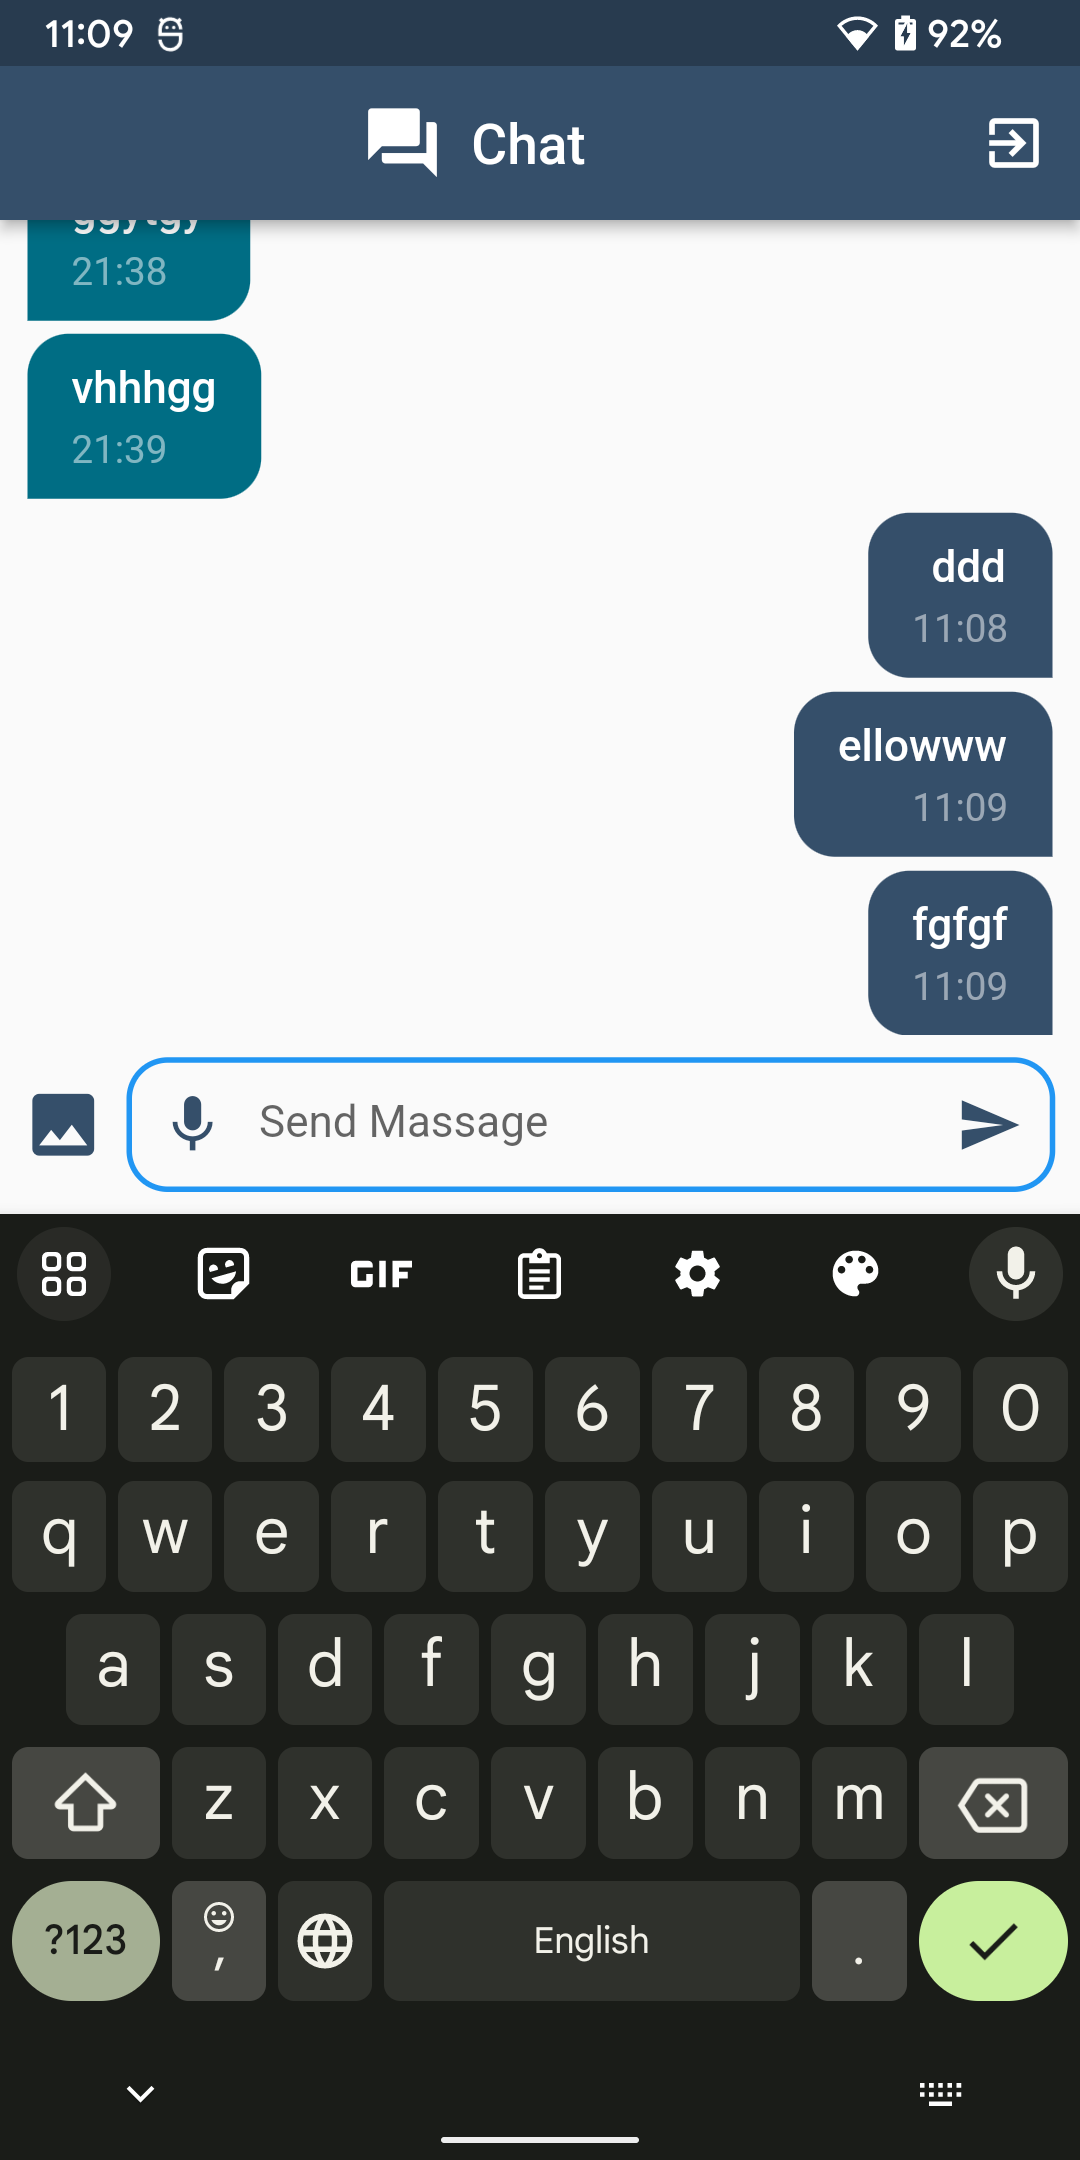 11:09
92%
Chat
ggytgy
21:38
vhhhgg
21:39
ddd
11:08
ellowww
11:09
fgfgf
11:09
Send Massage
GIF
1 2 3 4 5 6 7 8 9 0
q w e r t y u i o p
a s d f g h j k l
z x c v b n m
?123 , English .